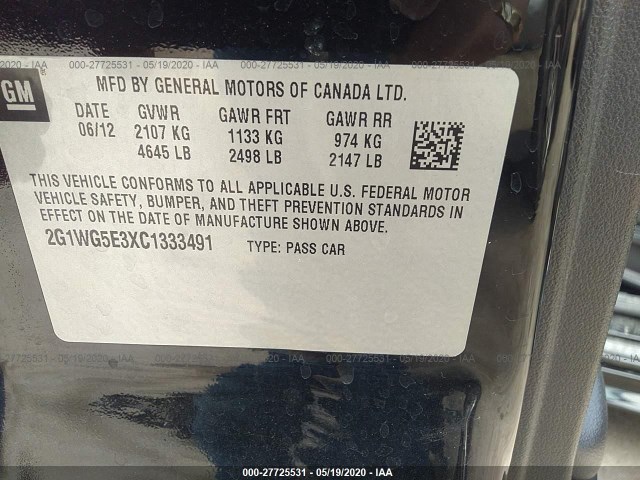 000-27725531 - 05/19/2020 - IAA
GM
MFD BY GENERAL MOTORS OF CANADA LTD.
DATE GVWR GAWR FRT GAWR RR
06/12 2107 KG 1133 KG 974 KG
4645 LB 2498 LB 2147 LB
THIS VEHICLE CONFORMS TO ALL APPLICABLE U.S. FEDERAL MOTOR
VEHICLE SAFETY, BUMPER, AND THEFT PREVENTION STANDARDS IN
EFFECT ON THE DATE OF MANUFACTURE SHOWN ABOVE.
2G1WG5E3XC1333491 TYPE: PASS CAR
000-27725531 - 05/19/2020 - IAA
000-27725531 - 05/19/2020 - IAA